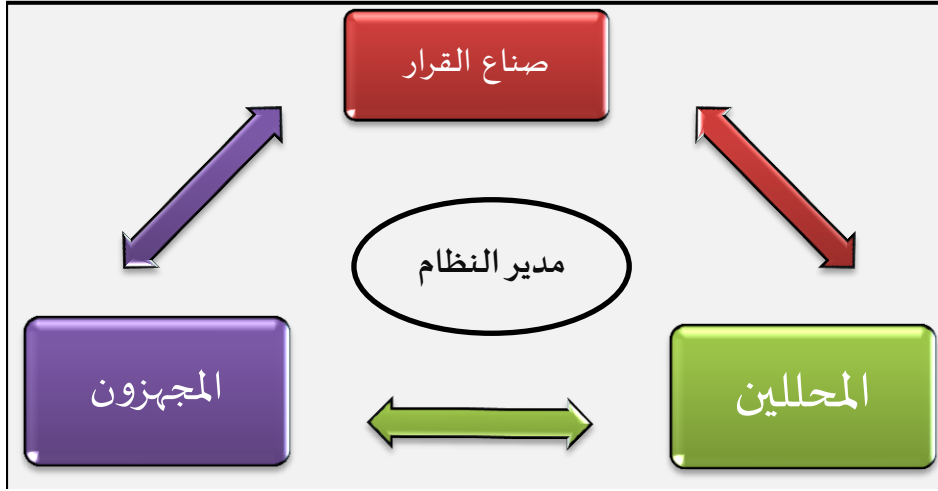 صناع القرار
مدير النظام
المحللين
المجهزون